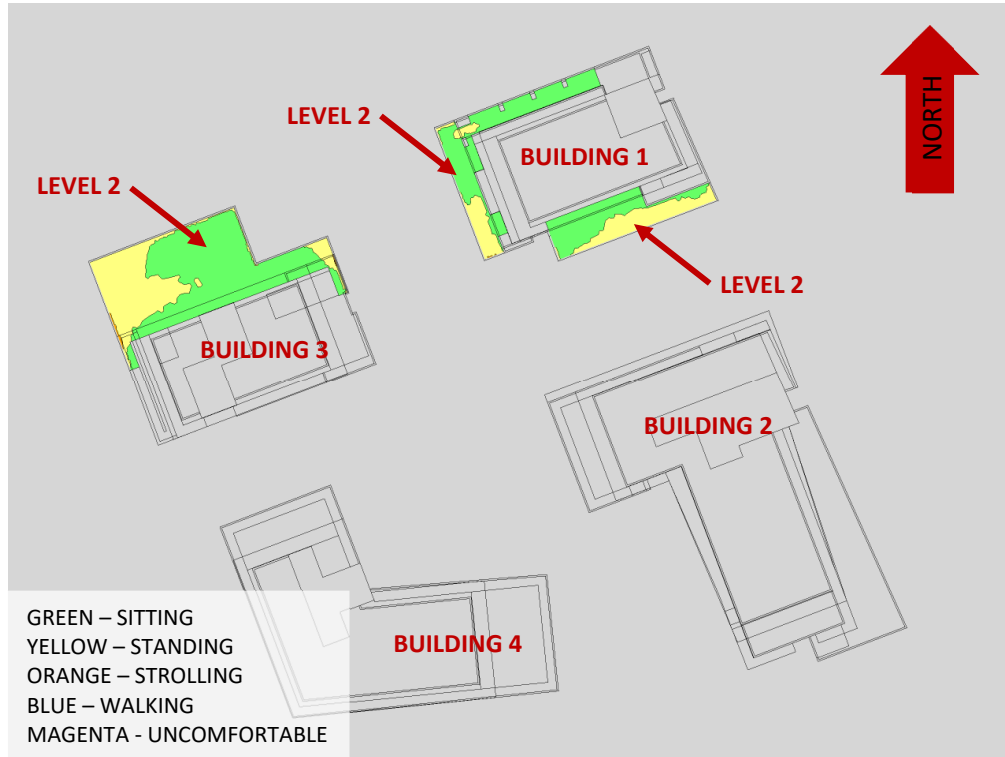 NORTH
LEVEL 2
BUILDING 1
LEVEL 2
LEVEL 2
BUILDING 3
BUILDING 2
BUILDING 4
GREEN – SITTING
YELLOW – STANDING
ORANGE – STROLLING
BLUE – WALKING
MAGENTA - UNCOMFORTABLE